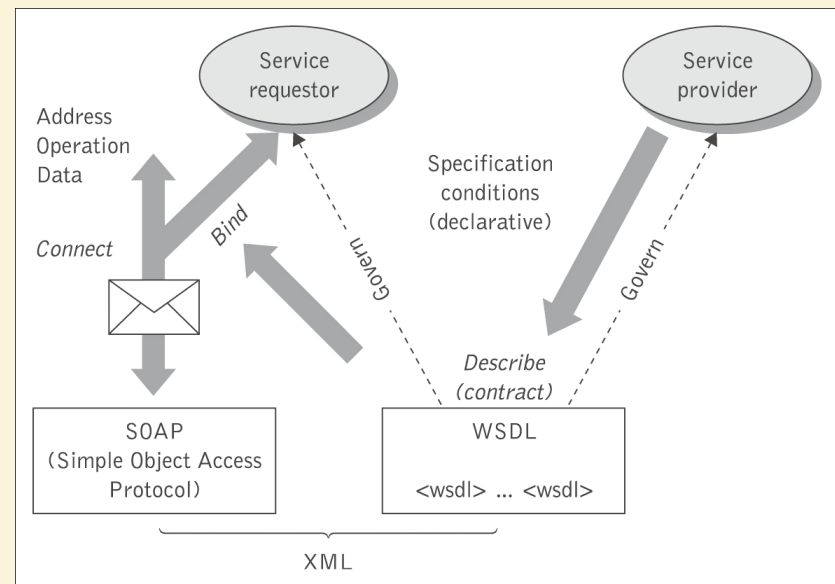 Service
requestor
Service
provider
Address
Operation
Data
Specification
conditions
(declarative)
Connect
Bind
Govern
Govern
Describe
(contract)
SOAP
(Simple Object Access
Protocol)
WSDL
<wsdl> ... <wsdl>
XML